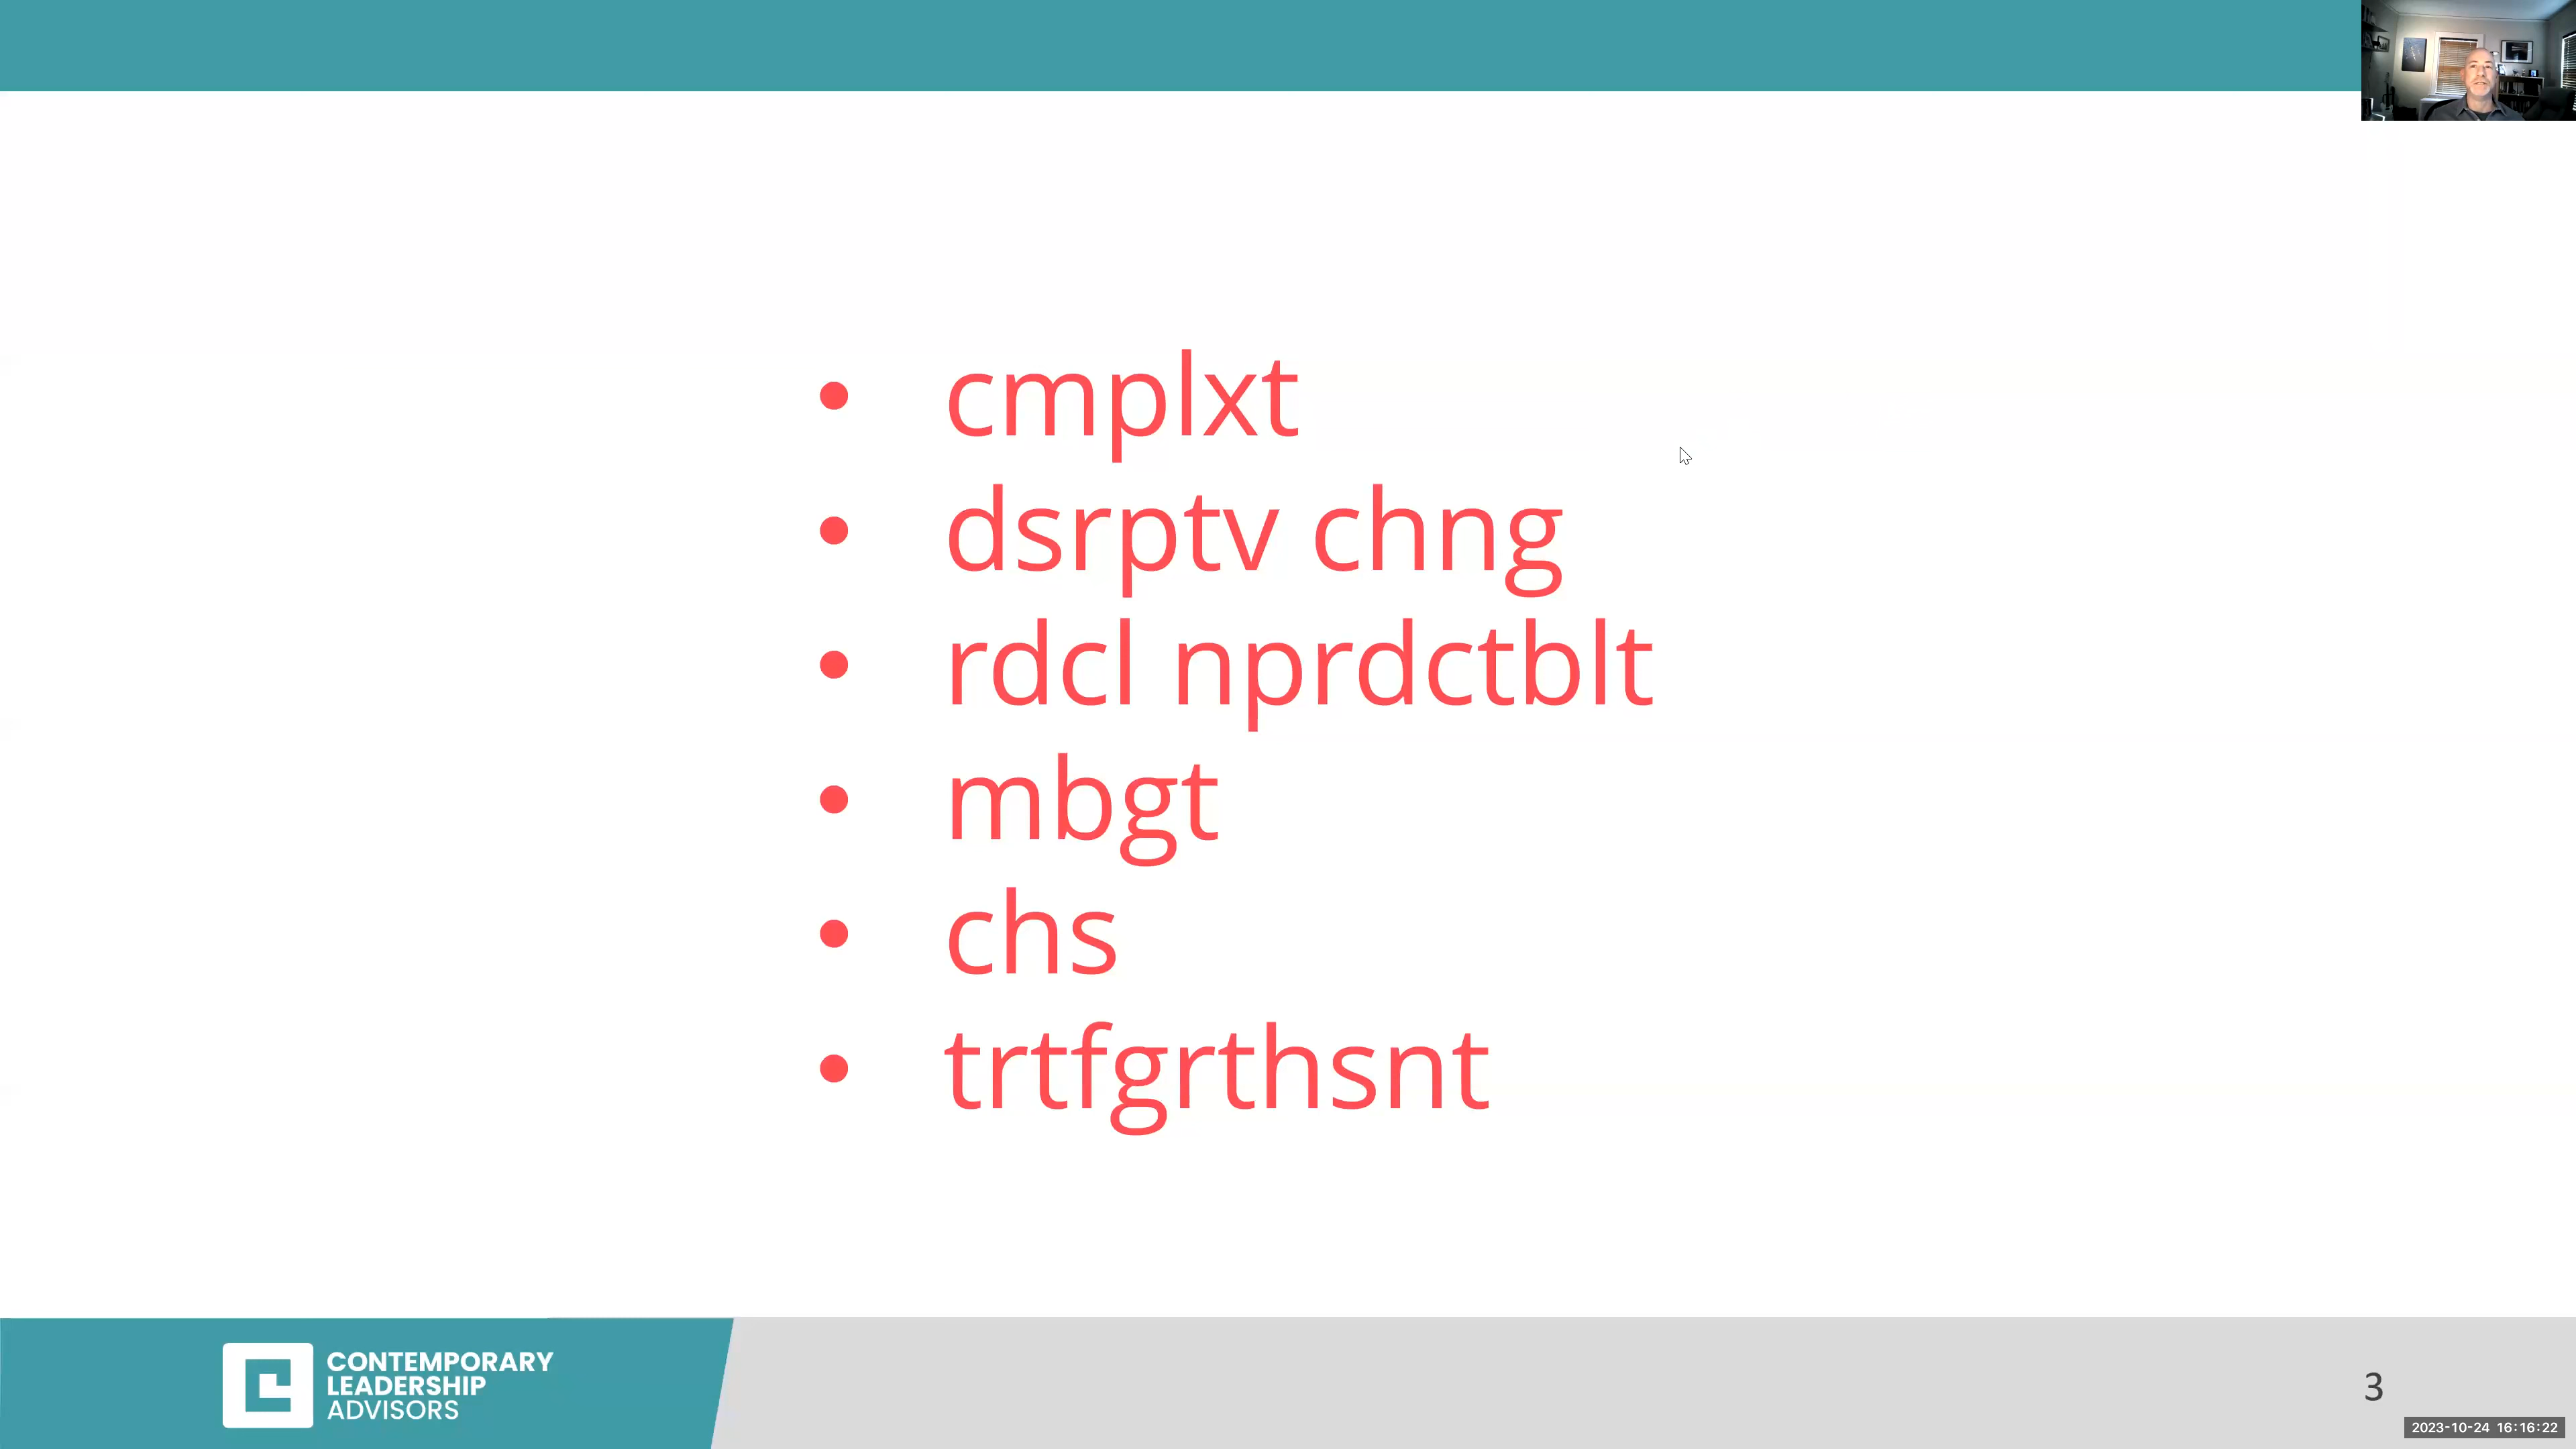 • cmplxt
• dsrptv chng
• rdcl nprdctblt
• mbgt
• chs
• trtfgrthsnt
CONTEMPORARY
LEADERSHIP
ADVISORS
3
2023-10-24 16:16:22